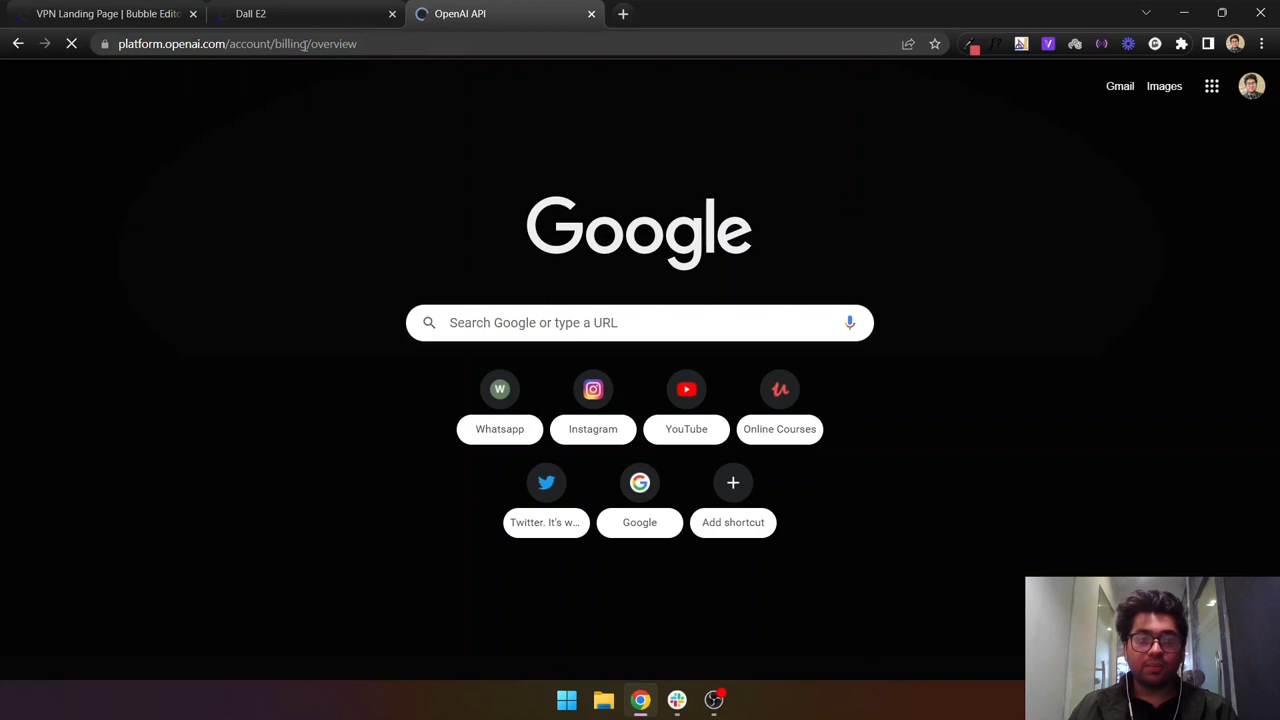 VPN Landing Page | Bubble Edito
Dall E2
OpenAI API
platform.openai.com/account/billing/overview
Gmail
Images
Google
Search Google or type a URL
W
Whatsapp
Instagram
YouTube
Online Courses
Twitter. It's w...
Google
Add shortcut